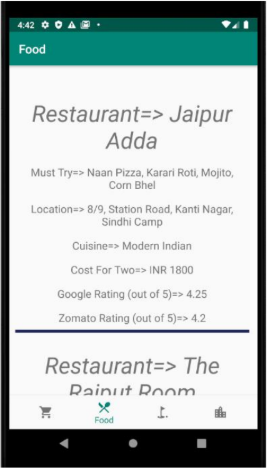 4:42
Food
Restaurant=> Jaipur
Adda
Must Try=> Naan Pizza, Karari Roti, Mojito,
Corn Bhel
Location=> 8/9, Station Road, Kanti Nagar,
Sindhi Camp
Cuisine=> Modern Indian
Cost For Two=> INR 1800
Google Rating (out of 5)=> 4.25
Zomato Rating (out of 5)=> 4.2
Restaurant=> The
Rajput Room
Food